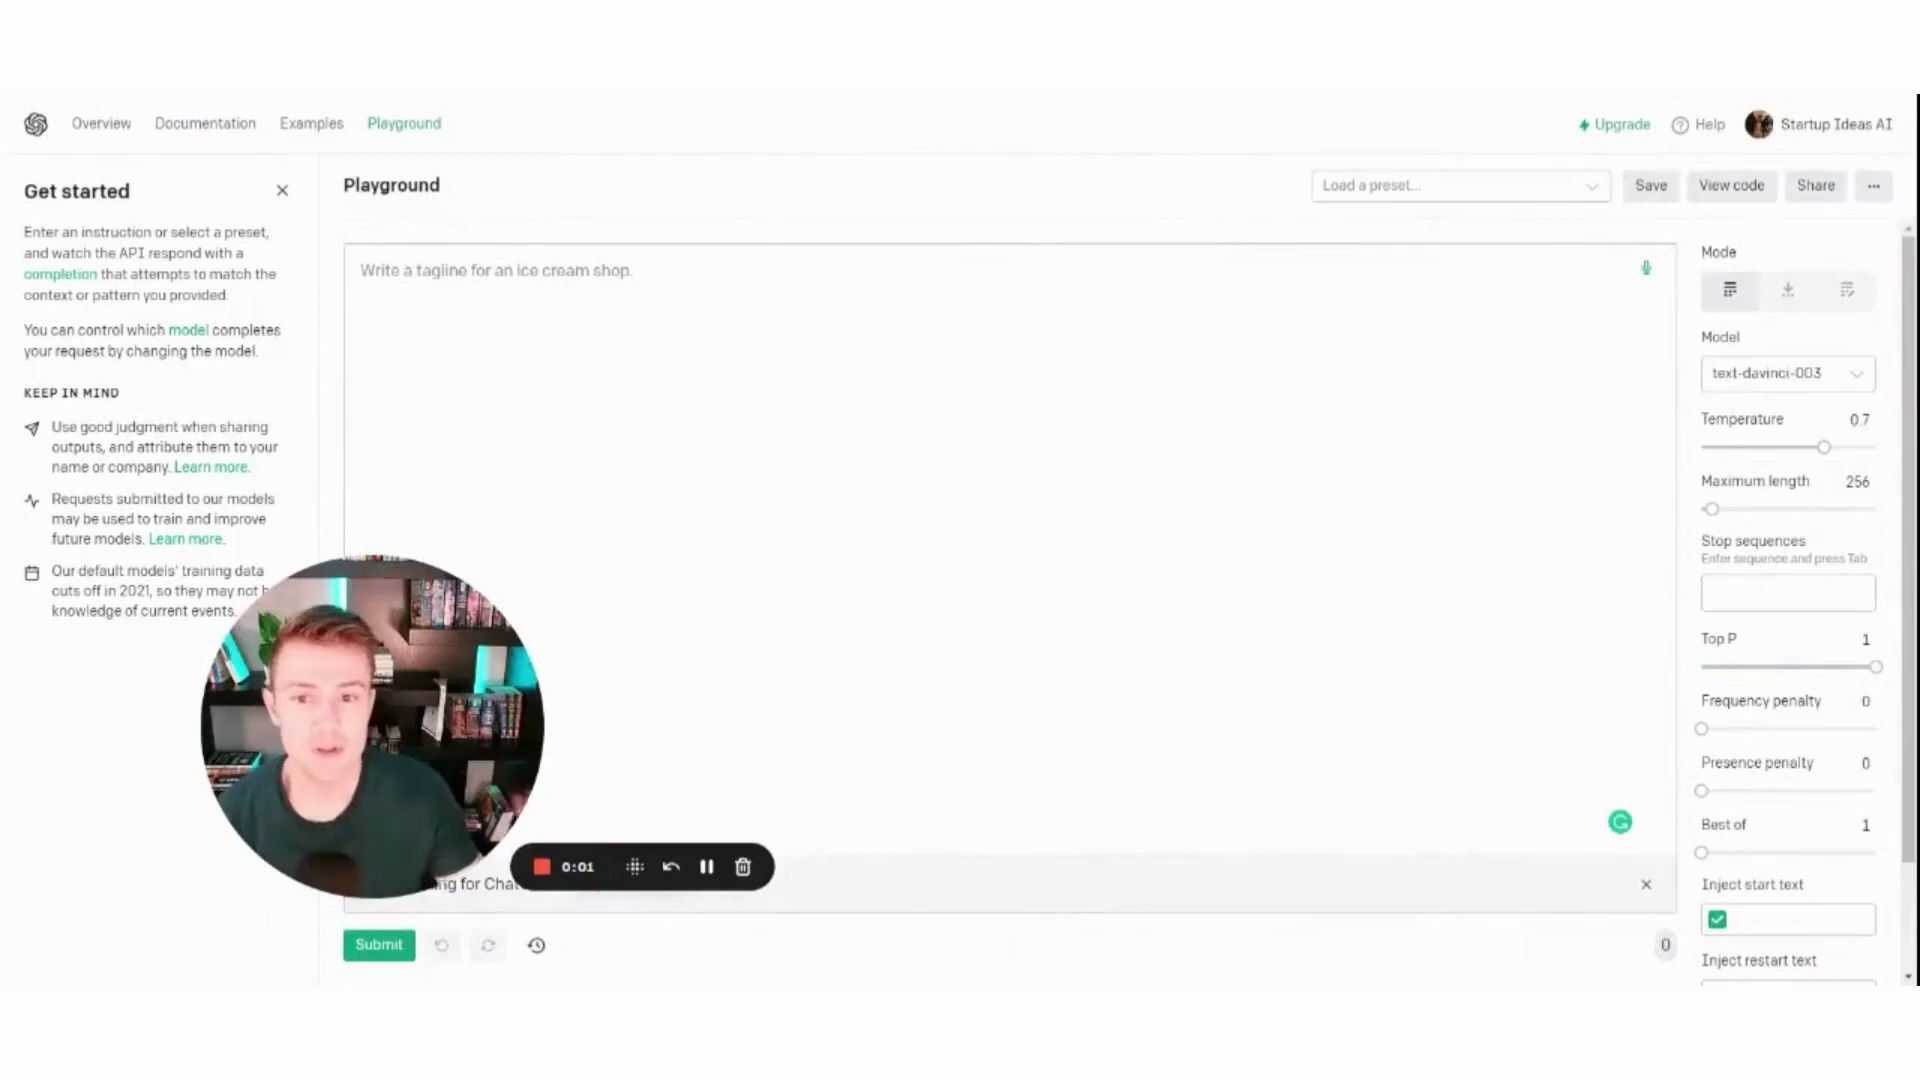 Overview Documentation Examples Playground
Upgrade Help Startup Ideas AI
Get started
Enter an instruction or select a preset,
and watch the API respond with a
completion that attempts to match the
context or pattern you provided.
You can control which model completes
your request by changing the model.
KEEP IN MIND
Use good judgment when sharing
outputs, and attribute them to your
name or company. Learn more.
Requests submitted to our models
may be used to train and improve
future models. Learn more.
Our default models' training data
cuts off in 2021, so they may not
knowledge of current events.
Playground
Load a preset...
Save
View code
Share
Write a tagline for an ice cream shop.
0:01
for Chat
Submit
0
Mode
Model
text-davinci-003
Temperature 0.7
Maximum length 256
Stop sequences
Enter sequence and press Tab
Top P 1
Frequency penalty 0
Presence penalty 0
Best of 1
Inject start text
Inject restart text